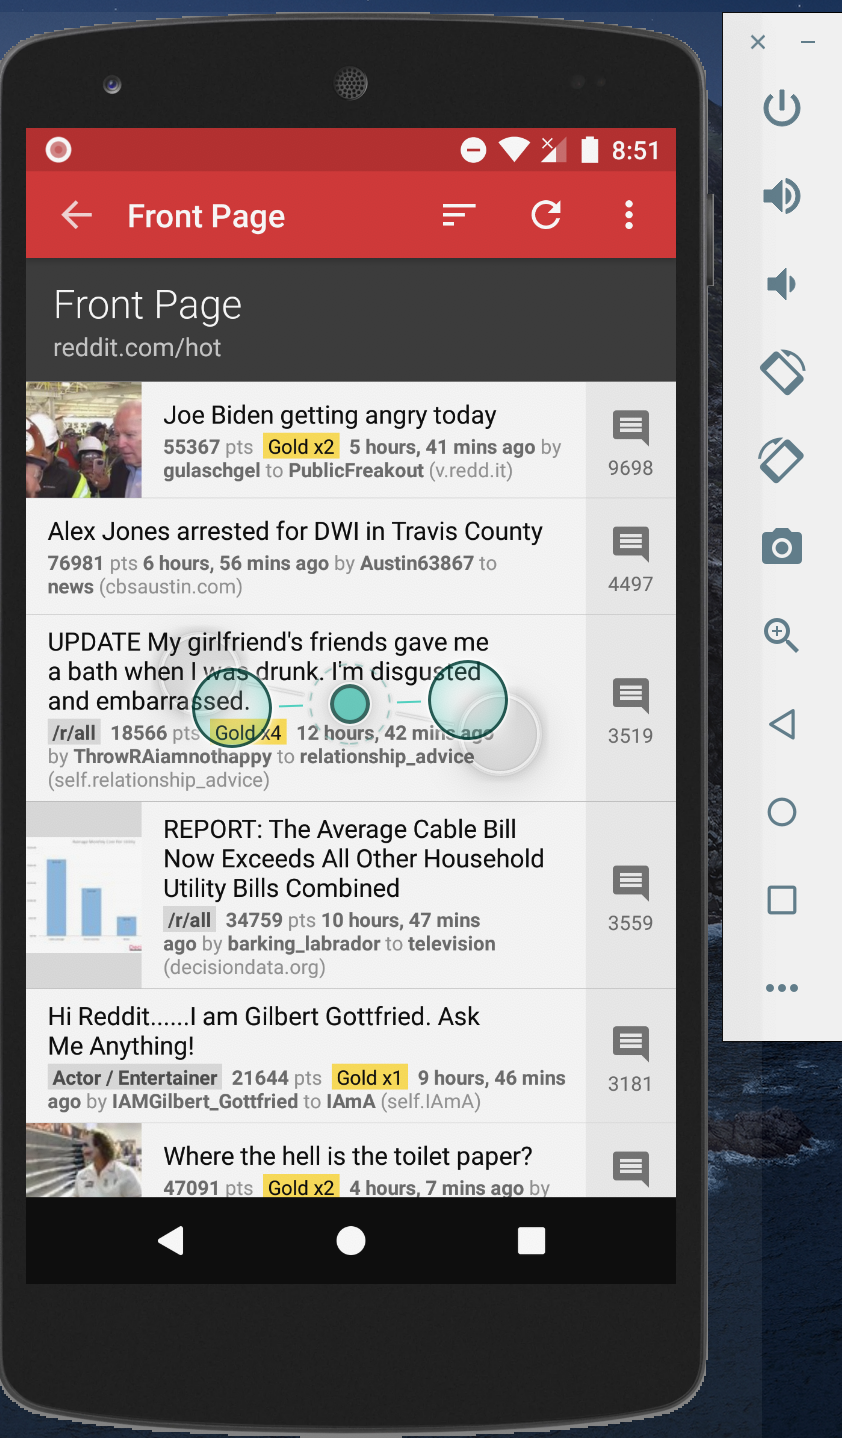 8:51
Front Page
Front Page
reddit.com/hot
Joe Biden getting angry today
55367 pts Gold x2 5 hours, 41 mins ago by
gulaschgel to PublicFreakout (v.redd.it)
9698
Alex Jones arrested for DWI in Travis County
76981 pts 6 hours, 56 mins ago by Austin63867 to
news (cbsaustin.com)
4497
UPDATE My girlfriend's friends gave me
a bath when I was drunk. I'm disgusted
and embarrassed.
/r/all 18566 pts Gold x4 12 hours, 42 mins ago
by ThrowRAiamnothappy to relationship_advice
(self.relationship_advice)
3519
REPORT: The Average Cable Bill
Now Exceeds All Other Household
Utility Bills Combined
/r/all 34759 pts 10 hours, 47 mins
ago by barking_labrador to television
(decisiondata.org)
3559
Hi Reddit......I am Gilbert Gottfried. Ask
Me Anything!
Actor / Entertainer 21644 pts Gold x1 9 hours, 46 mins
ago by IAMGilbert_Gottfried to IAmA (self.IAmA)
3181
Where the hell is the toilet paper?
47091 pts Gold x2 4 hours, 7 mins ago by